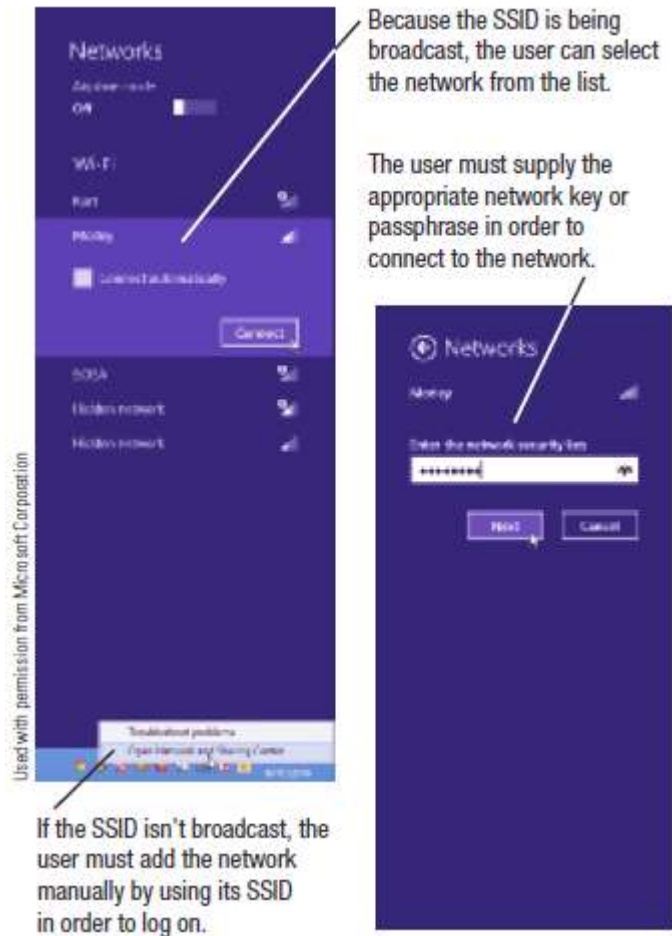 Because the SSID is being
broadcast, the user can select
the network from the list.
Networks
Airplane mode
Off
Wi-Fi
Kurt
Connect automatically
Connect
SOSA
Hidden network
Hidden network
The user must supply the
appropriate network key or
passphrase in order to
connect to the network.
Networks
Enter the network security key
Next
Cancel
Troubleshoot problems
Open Network and Sharing Center
Used with permission from Microsoft Corporation
If the SSID isn't broadcast, the
user must add the network
manually by using its SSID
in order to log on.